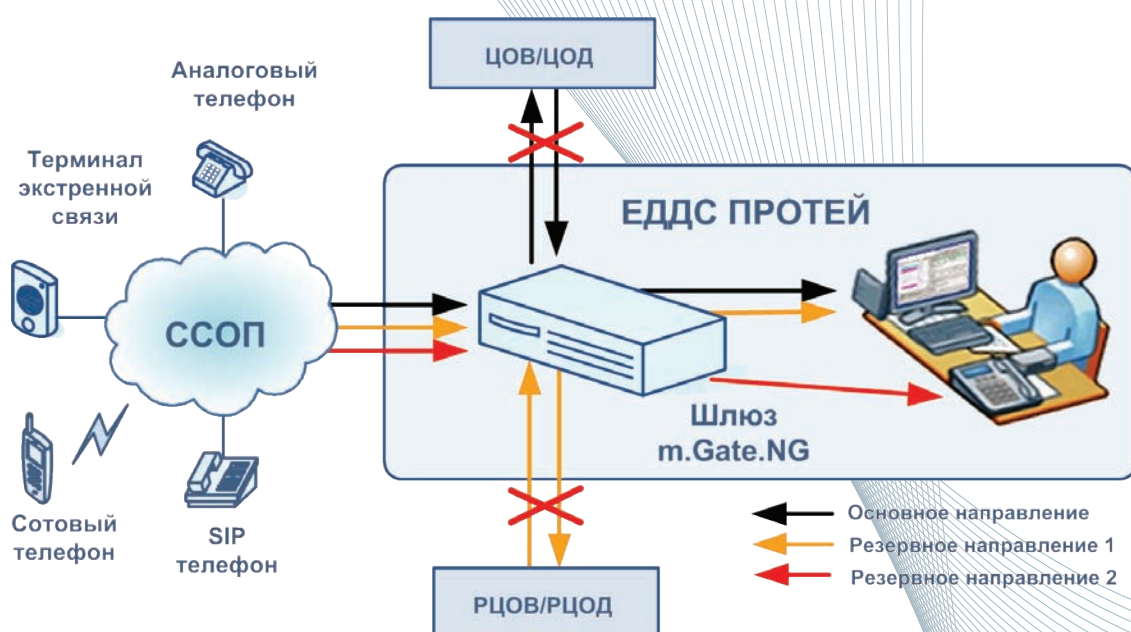 ЦОВ/ЦОД
Аналоговый
телефон
Терминал
экстренной
связи
ЕДДС ПРОТЕЙ
ССОП
Шлюз
m.Gate.NG
Сотовый
телефон
SIP
телефон
РЦОВ/РЦОД
Основное направление
Резервное направление 1
Резервное направление 2